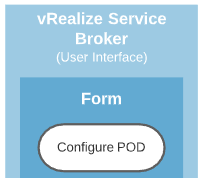 vRealize Service
Broker
(User Interface)
Form
Configure POD